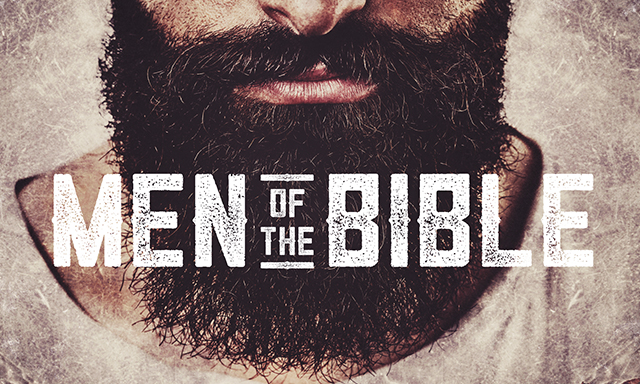 MEN OF THE BIBLE